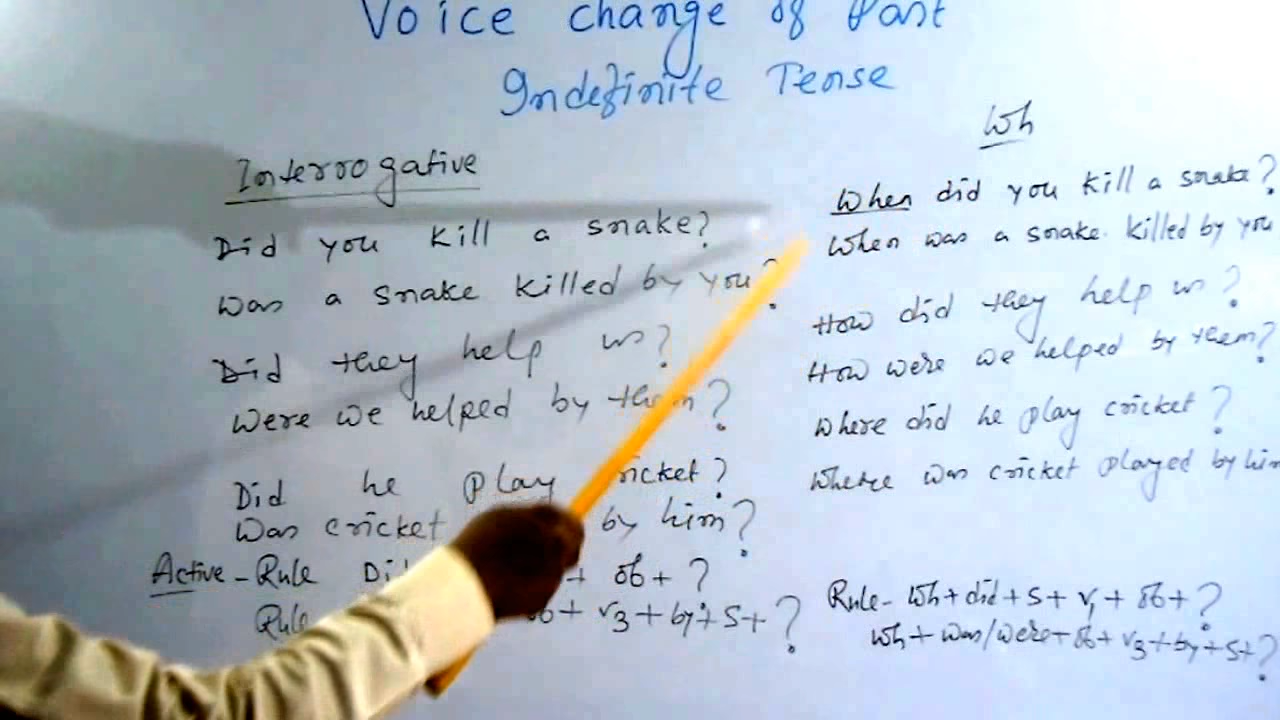 Voice change of Past
Indefinite Tense
Interrogative
Did you kill a snake?
Was a snake killed by you?
Did they help us?
Were we helped by them?
Did he play cricket?
Was cricket by him?
Active - Rule Di + ob + ?
Rule ob + v3 + by + S + ?
Wh
When did you kill a snake?
When was a snake killed by you
How did they help us?
How were we helped by them?
Where did he play cricket?
Where was cricket played by him
Rule - Wh + did + S + v1 + ob + ?
Wh + was/were + ob + v3 + by + S + ?